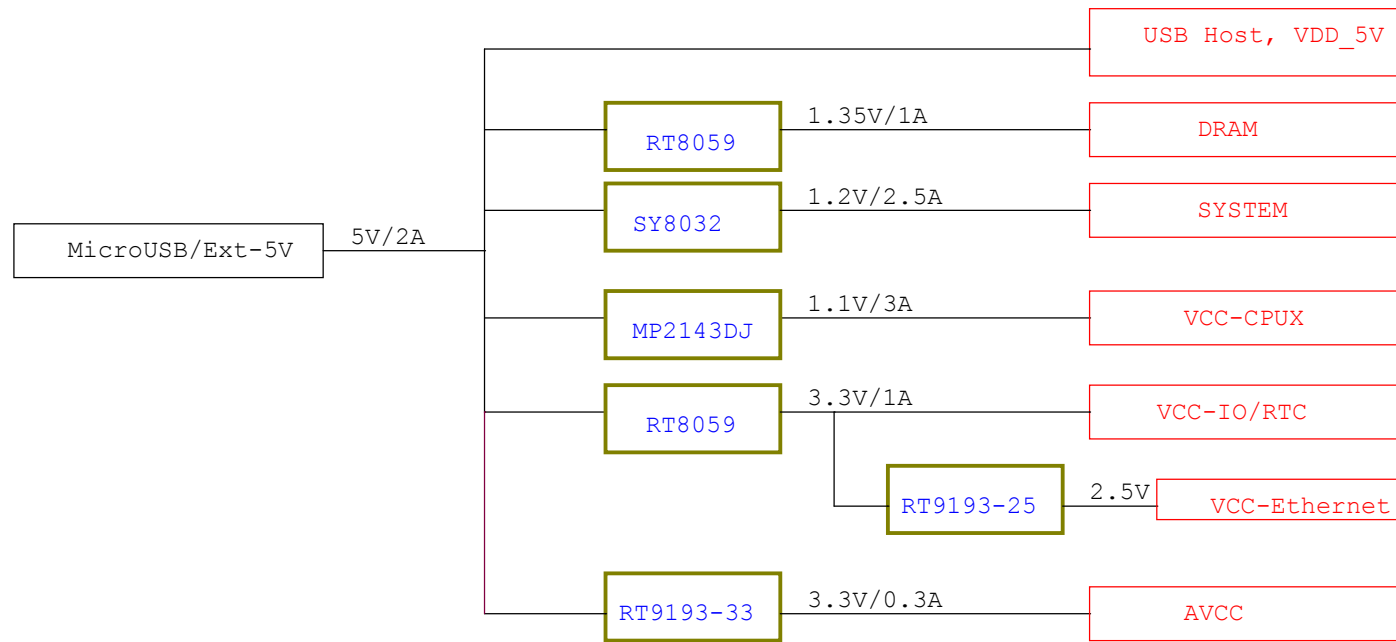 USB Host, VDD_5V
1.35V/1A
RT8059
DRAM
1.2V/2.5A
SY8032
SYSTEM
MicroUSB/Ext-5V
5V/2A
1.1V/3A
MP2143DJ
VCC-CPUX
3.3V/1A
RT8059
VCC-IO/RTC
RT9193-25
2.5V
VCC-Ethernet
RT9193-33
3.3V/0.3A
AVCC